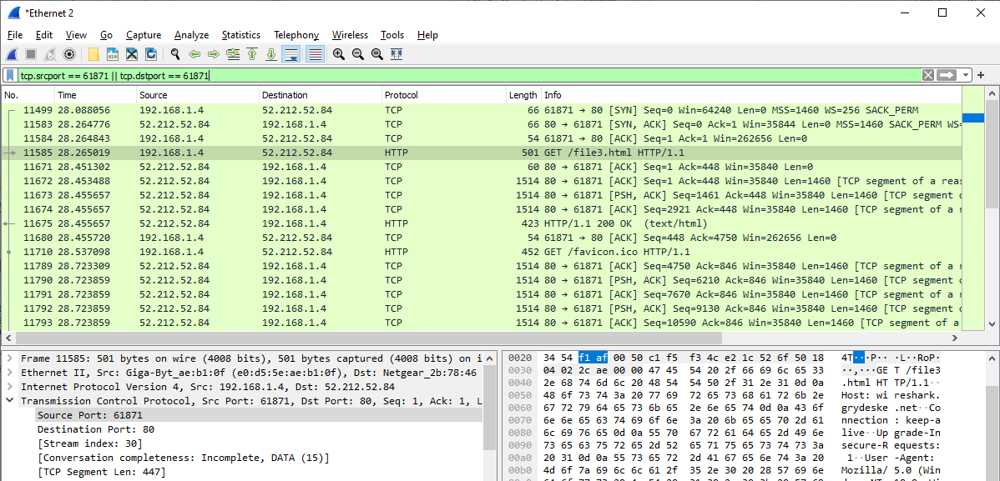 *Ethernet 2
File Edit View Go Capture Analyze Statistics Telephony Wireless Tools Help
tcp.srcport == 61871 || tcp.dstport == 61871
No. Time Source Destination Protocol Length Info
11499 28.088056 192.168.1.4 52.212.52.84 TCP 66 61871 → 80 [SYN] Seq=0 Win=64240 Len=0 MSS=1460 WS=256 SACK_PERM
11583 28.264776 52.212.52.84 192.168.1.4 TCP 66 80 → 61871 [SYN, ACK] Seq=0 Ack=1 Win=35844 Len=0 MSS=1460 SACK_PERM WS=
11584 28.264843 192.168.1.4 52.212.52.84 TCP 54 61871 → 80 [ACK] Seq=1 Ack=1 Win=262656 Len=0
11585 28.265019 192.168.1.4 52.212.52.84 HTTP 501 GET /file3.html HTTP/1.1
11671 28.451302 52.212.52.84 192.168.1.4 TCP 60 80 → 61871 [ACK] Seq=1 Ack=448 Win=35840 Len=0
11672 28.453488 52.212.52.84 192.168.1.4 TCP 1514 80 → 61871 [ACK] Seq=1 Ack=448 Win=35840 Len=1460 [TCP segment of a reas
11673 28.455657 52.212.52.84 192.168.1.4 TCP 1514 80 → 61871 [PSH, ACK] Seq=1461 Ack=448 Win=35840 Len=1460 [TCP segment
11674 28.455657 52.212.52.84 192.168.1.4 TCP 1514 80 → 61871 [ACK] Seq=2921 Ack=448 Win=35840 Len=1460 [TCP segment of a
11675 28.455657 52.212.52.84 192.168.1.4 HTTP 423 HTTP/1.1 200 OK (text/html)
11680 28.455720 192.168.1.4 52.212.52.84 TCP 54 61871 → 80 [ACK] Seq=448 Ack=4750 Win=262656 Len=0
11710 28.537098 192.168.1.4 52.212.52.84 HTTP 452 GET /favicon.ico HTTP/1.1
11789 28.723309 52.212.52.84 192.168.1.4 TCP 1514 80 → 61871 [ACK] Seq=4750 Ack=846 Win=35840 Len=1460 [TCP segment of a
11790 28.723859 52.212.52.84 192.168.1.4 TCP 1514 80 → 61871 [PSH, ACK] Seq=6210 Ack=846 Win=35840 Len=1460 [TCP segment
11791 28.723859 52.212.52.84 192.168.1.4 TCP 1514 80 → 61871 [ACK] Seq=7670 Ack=846 Win=35840 Len=1460 [TCP segment of a
11792 28.723859 52.212.52.84 192.168.1.4 TCP 1514 80 → 61871 [PSH, ACK] Seq=9130 Ack=846 Win=35840 Len=1460 [TCP segment
11793 28.723859 52.212.52.84 192.168.1.4 TCP 1514 80 → 61871 [ACK] Seq=10590 Ack=846 Win=35840 Len=1460 [TCP segment of a
Frame 11585: 501 bytes on wire (4008 bits), 501 bytes captured (4008 bits) on i
Ethernet II, Src: Giga-Byt_ae:b1:0f (e0:d5:5e:ae:b1:0f), Dst: Netgear_2b:78:46
Internet Protocol Version 4, Src: 192.168.1.4, Dst: 52.212.52.84
Transmission Control Protocol, Src Port: 61871, Dst Port: 80, Seq: 1, Ack: 1, L
Source Port: 61871
Destination Port: 80
[Stream index: 30]
[Conversation completeness: Incomplete, DATA (15)]
[TCP Segment Len: 447]
0020 34 54 f1 af 00 50 c1 f5 f3 4c e2 1c 52 6f 50 18 4T···P·· ·L··RoP·
0030 04 02 2c ae 00 00 47 45 54 20 2f 66 69 6c 65 33 ··,···GE T /file3
0040 2e 68 74 6d 6c 20 48 54 54 50 2f 31 2e 31 0d 0a .html HT TP/1.1··
0050 48 6f 73 74 3a 20 77 69 72 65 73 68 61 72 6b 2e Host: wi reshark.
0060 67 72 79 64 65 73 6b 65 2e 6e 65 74 0d 0a 43 6f grydeske .net··Co
0070 6e 6e 65 63 74 69 6f 6e 3a 20 6b 65 65 70 2d 61 nnection : keep-a
0080 6c 69 76 65 0d 0a 55 70 67 72 61 64 65 2d 49 6e live··Up grade-In
0090 73 65 63 75 72 65 2d 52 65 71 75 65 73 74 73 3a secure-R equests:
00a0 20 31 0d 0a 55 73 65 72 2d 41 67 65 6e 74 3a 20 1··User -Agent:
00b0 4d 6f 7a 69 6c 6c 61 2f 35 2e 30 20 28 57 69 6e Mozilla/ 5.0 (Win